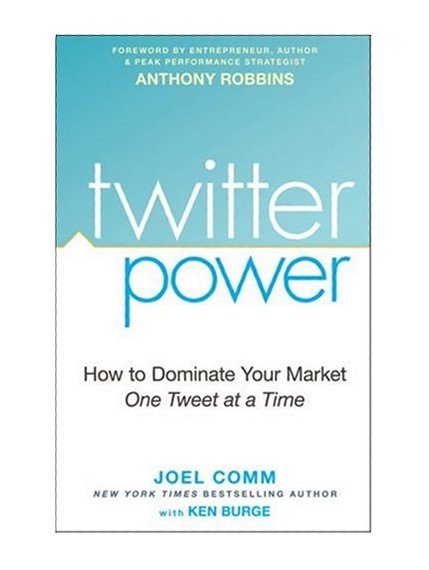 FOREWORD BY ENTREPRENEUR, AUTHOR
& PEAK PERFORMANCE STRATEGIST
ANTHONY ROBBINS
twitter
power
How to Dominate Your Market
One Tweet at a Time
JOEL COMM
NEW YORK TIMES BESTSELLING AUTHOR
with KEN BURGE